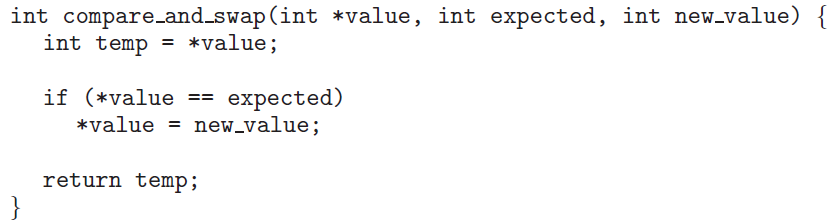 int compare_and_swap(int *value, int expected, int new_value) {
int temp = *value;
if (*value == expected)
*value = new_value;
return temp;
}